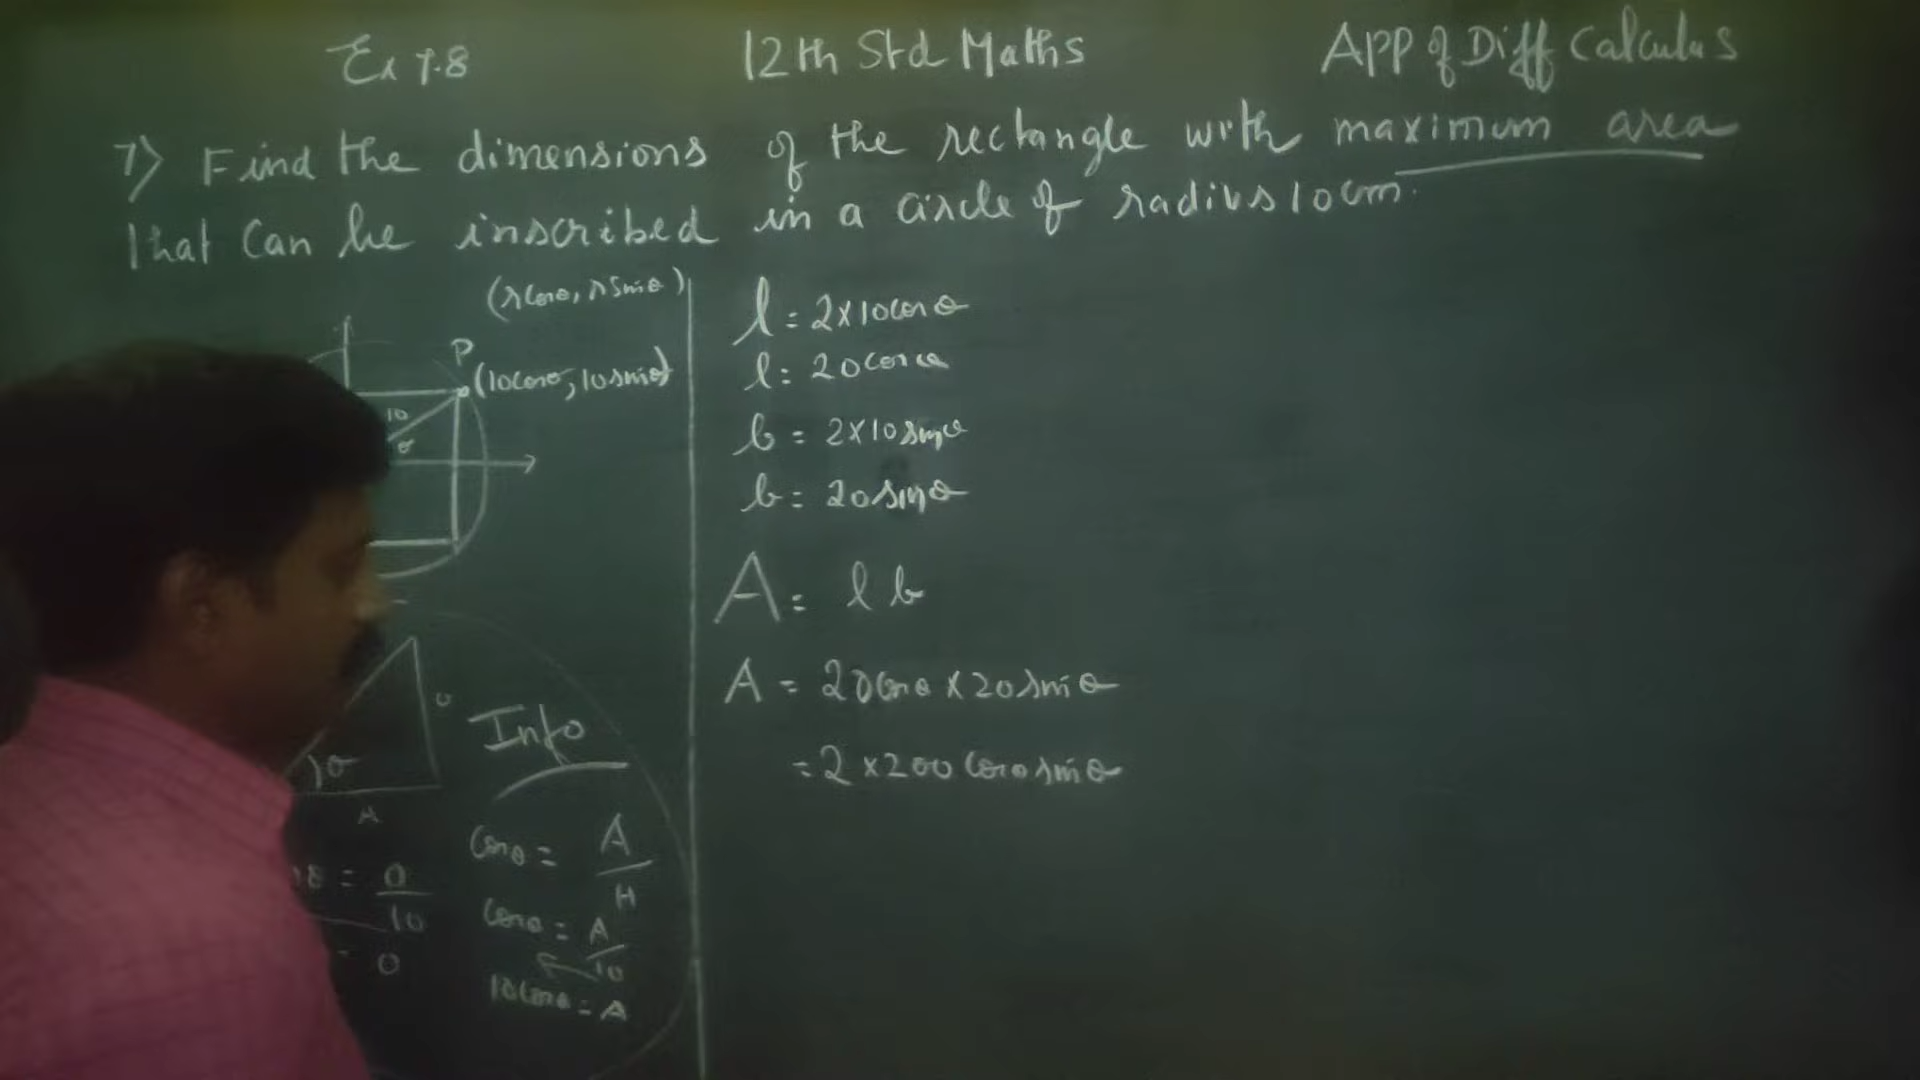 Ex 7.8
12th Std Maths
App of Diff Calculus
7) Find the dimensions of the rectangle with maximum area
that can be inscribed in a circle of radius 10cm.
(rcosθ, rsinθ)
P
(10cosθ, 10sinθ)
10
θ
l = 2×10cosθ
l = 20cosθ
b = 2×10sinθ
b = 20sinθ
A = l b
A = 20cosθ × 20sinθ
= 2×200 cosθ sinθ
O
θ
A
Info
cosθ = A/H
cosθ = A/10
10cosθ = A
= O/10
= O